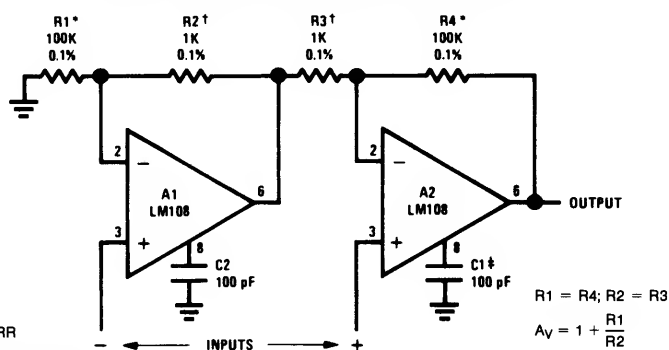 R1* R2† R3† R4*
100K 1K 1K 100K
0.1% 0.1% 0.1% 0.1%
2 − 2 −
A1 6 A2 6 OUTPUT
LM108 LM108
3 + 8 3 + 8
C2 C1‡
100 pF 100 pF
R1 = R4; R2 = R3
RR
− INPUTS +
AV = 1 + R1/R2